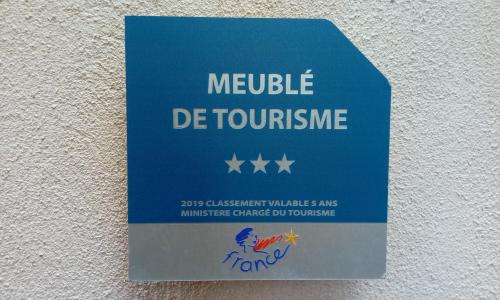 MEUBLÉ
DE TOURISME
2019 CLASSEMENT VALABLE 5 ANS
MINISTERE CHARGÉ DU TOURISME
france